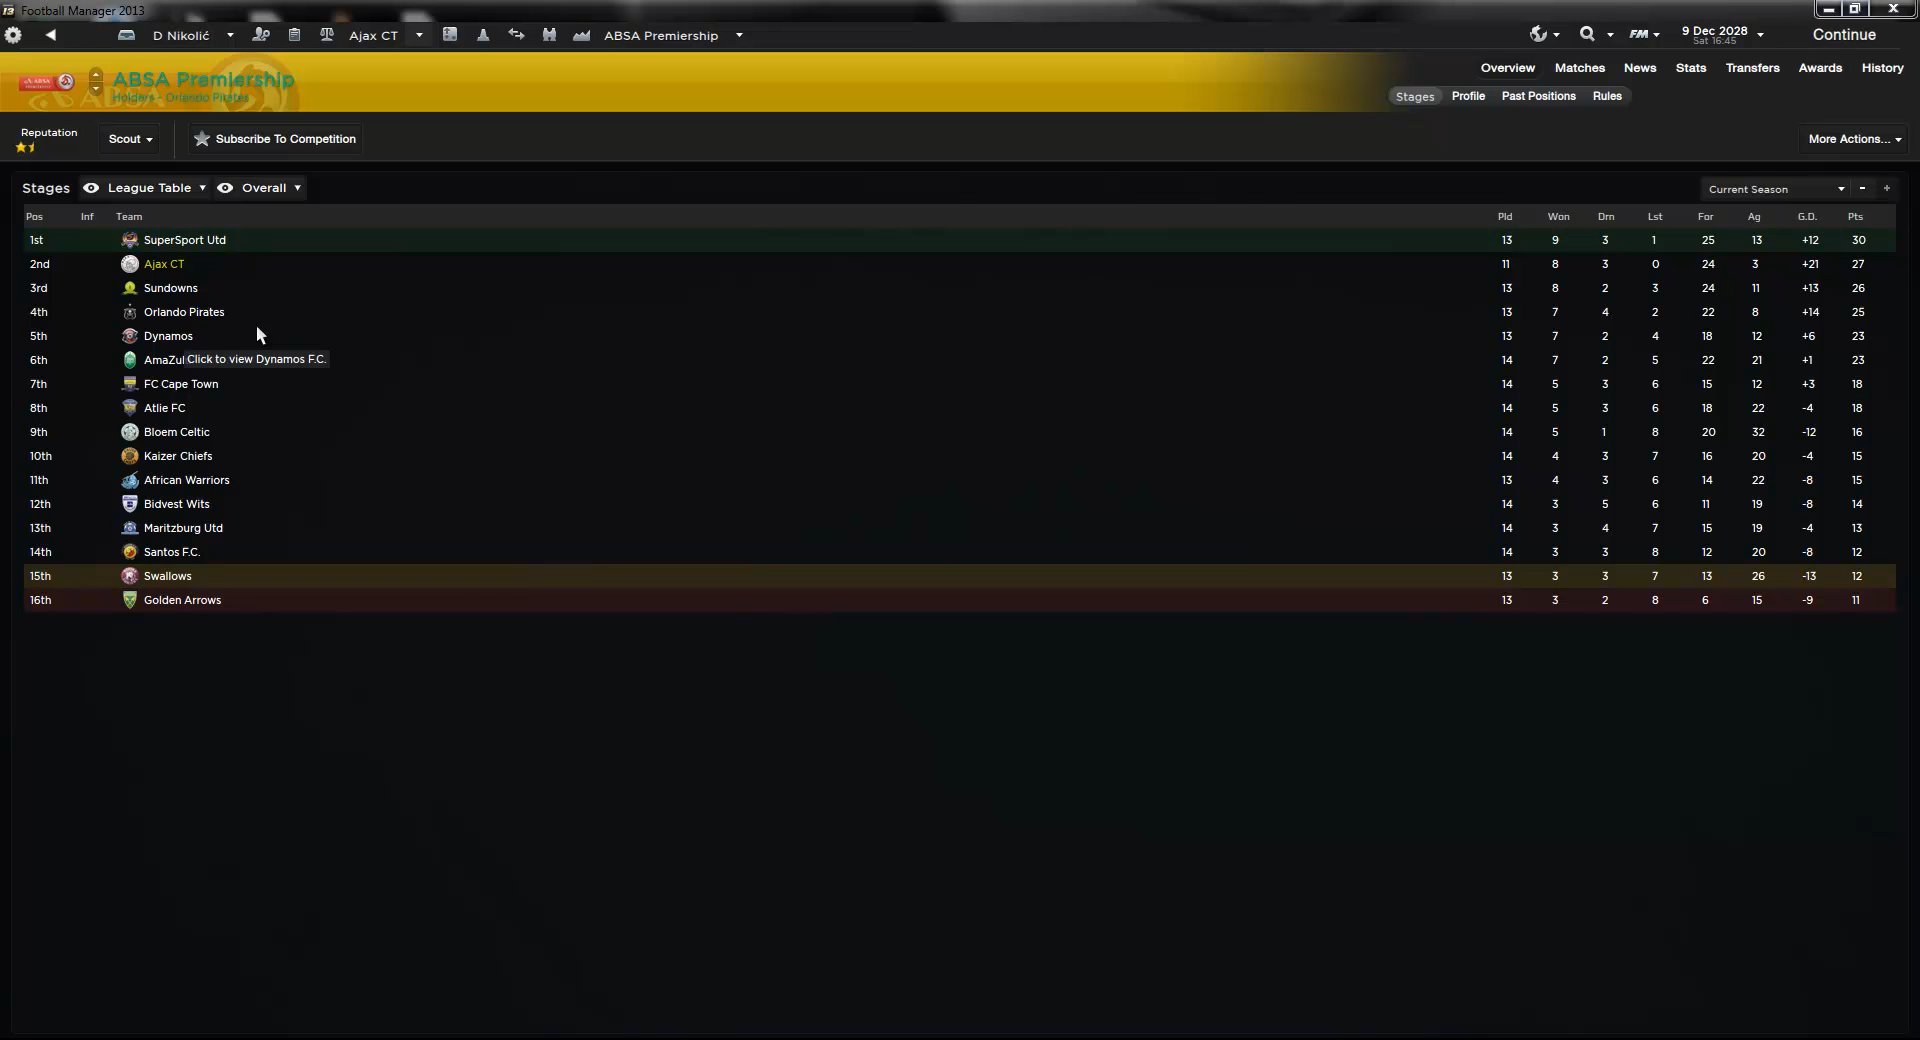 Football Manager 2013
D Nikolić Ajax CT ABSA Premiership FM 9 Dec 2028 Continue
Sat 16:45
ABSA Premiership
Holders - Orlando Pirates
Overview Matches News Stats Transfers Awards History
Stages Profile Past Positions Rules
Reputation Scout Subscribe To Competition More Actions...
Stages League Table Overall Current Season - +
Pos Inf Team Pld Won Drn Lst For Ag G.D. Pts
1st SuperSport Utd 13 9 3 1 25 13 +12 30
2nd Ajax CT 11 8 3 0 24 3 +21 27
3rd Sundowns 13 8 2 3 24 11 +13 26
4th Orlando Pirates 13 7 4 2 22 8 +14 25
5th Dynamos 13 7 2 4 18 12 +6 23
6th AmaZul 14 7 2 5 22 21 +1 23
Click to view Dynamos F.C.
7th FC Cape Town 14 5 3 6 15 12 +3 18
8th Atlie FC 14 5 3 6 18 22 -4 18
9th Bloem Celtic 14 5 1 8 20 32 -12 16
10th Kaizer Chiefs 14 4 3 7 16 20 -4 15
11th African Warriors 13 4 3 6 14 22 -8 15
12th Bidvest Wits 14 3 5 6 11 19 -8 14
13th Maritzburg Utd 14 3 4 7 15 19 -4 13
14th Santos F.C. 14 3 3 8 12 20 -8 12
15th Swallows 13 3 3 7 13 26 -13 12
16th Golden Arrows 13 3 2 8 6 15 -9 11